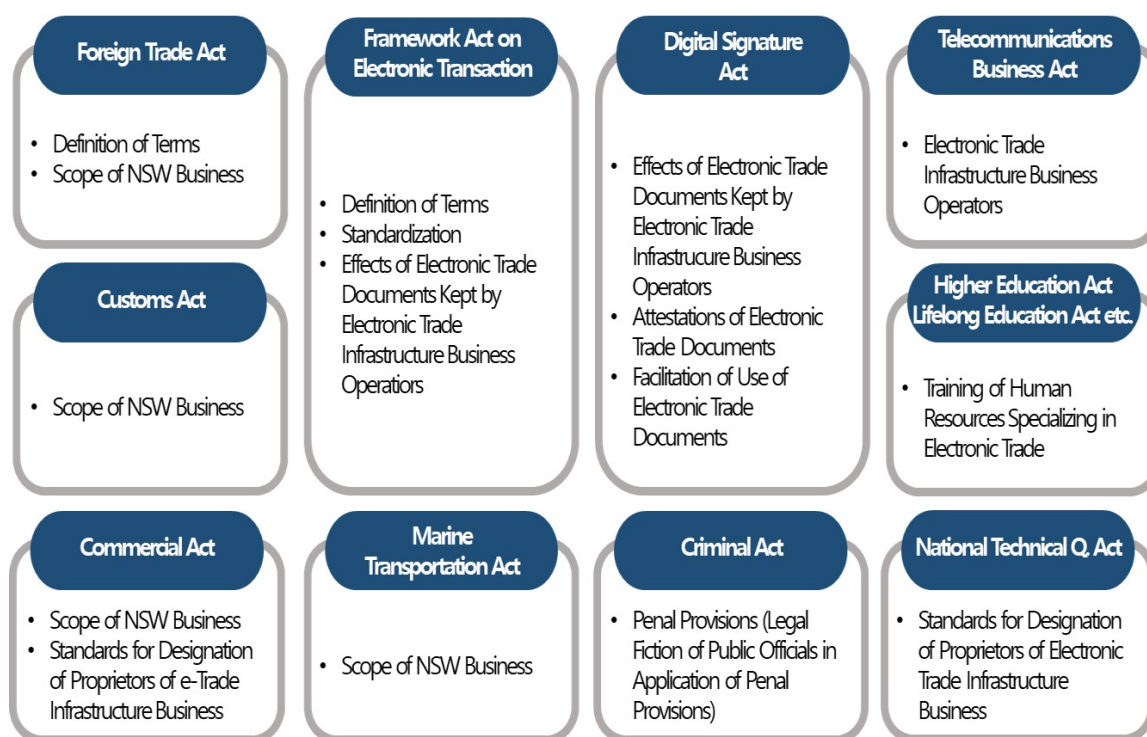 Foreign Trade Act
• Definition of Terms
• Scope of NSW Business
Framework Act on
Electronic Transaction
• Definition of Terms
• Standardization
• Effects of Electronic Trade
Documents Kept by
Electronic Trade
Infrastructure Business
Operatiors
Digital Signature
Act
• Effects of Electronic Trade
Documents Kept by
Electronic Trade
Infrastrucure Business
Operators
• Attestations of Electronic
Trade Documents
• Facilitation of Use of
Electronic Trade
Documents
Telecommunications
Business Act
• Electronic Trade
Infrastructure Business
Operators
Customs Act
• Scope of NSW Business
Higher Education Act
Lifelong Education Act etc.
• Training of Human
Resources Specializing in
Electronic Trade
Commercial Act
• Scope of NSW Business
• Standards for Designation
of Proprietors of e-Trade
Infrastructure Business
Marine
Transportation Act
• Scope of NSW Business
Criminal Act
• Penal Provisions (Legal
Fiction of Public Officials in
Application of Penal
Provisions)
National Technical Q. Act
• Standards for Designation
of Proprietors of Electronic
Trade Infrastructure
Business